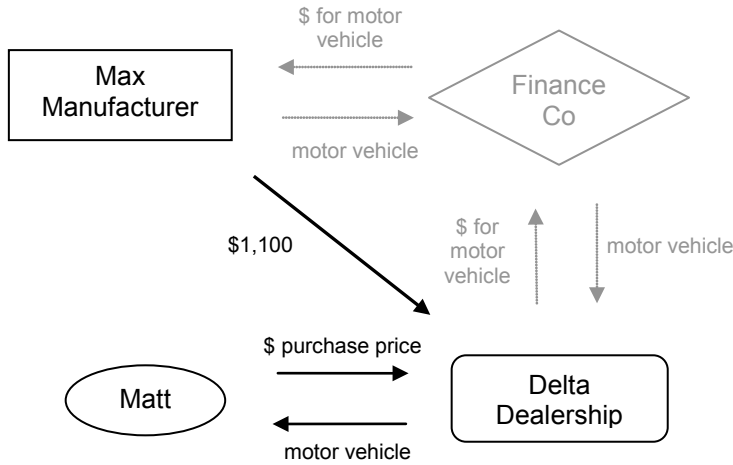 $ for motor
vehicle
Max
Manufacturer
Finance
Co
motor vehicle
$1,100
$ for
motor
vehicle
motor vehicle
$ purchase price
Matt
Delta
Dealership
motor vehicle